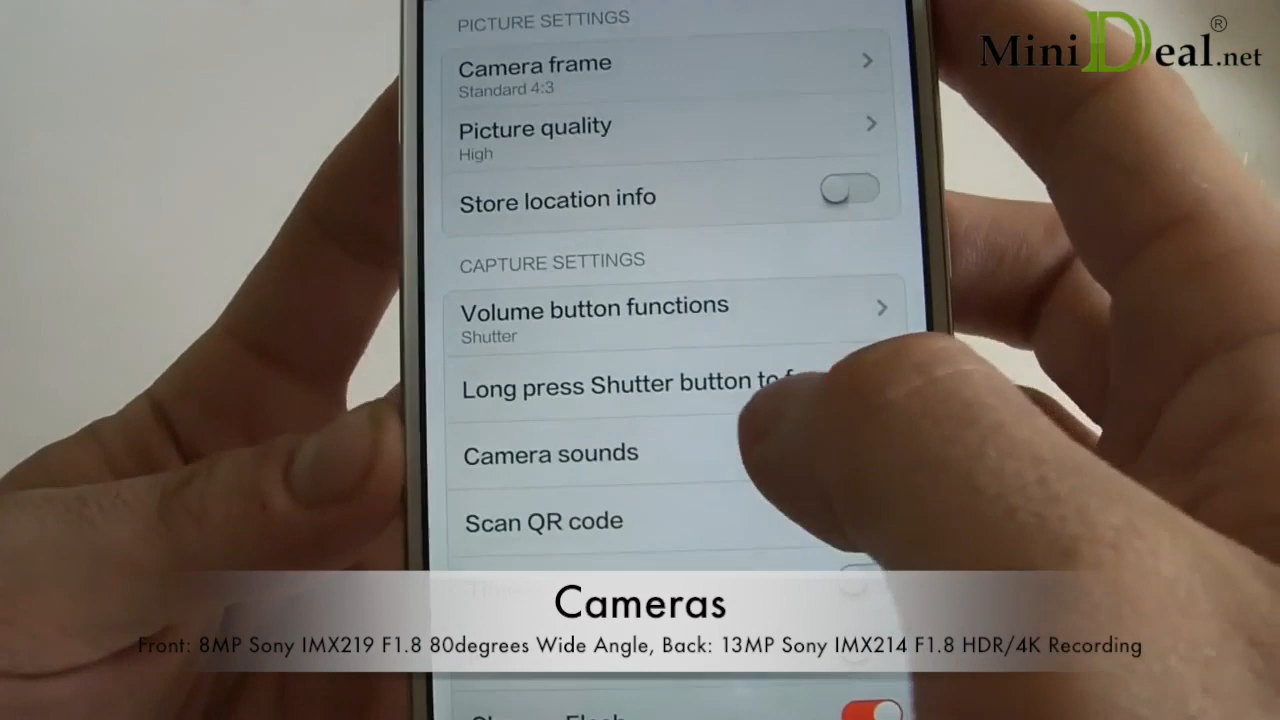 PICTURE SETTINGS
MiniDeal.net®
Camera frame
Standard 4:3
Picture quality
High
Store location info
CAPTURE SETTINGS
Volume button functions
Shutter
Long press Shutter button to
Camera sounds
Scan QR code
Cameras
Front: 8MP Sony IMX219 F1.8 80degrees Wide Angle, Back: 13MP Sony IMX214 F1.8 HDR/4K Recording